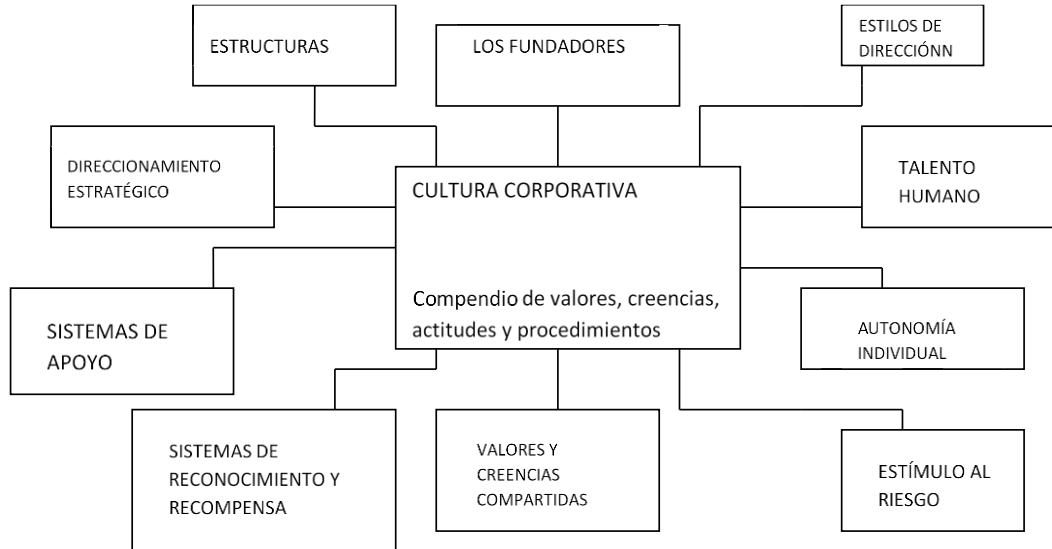 ESTRUCTURAS
LOS FUNDADORES
ESTILOS DE
DIRECCIÓNN
DIRECCIONAMIENTO
ESTRATÉGICO
CULTURA CORPORATIVA
Compendio de valores, creencias,
actitudes y procedimientos
TALENTO
HUMANO
SISTEMAS DE
APOYO
AUTONOMÍA
INDIVIDUAL
SISTEMAS DE
RECONOCIMIENTO Y
RECOMPENSA
VALORES Y
CREENCIAS
COMPARTIDAS
ESTÍMULO AL
RIESGO